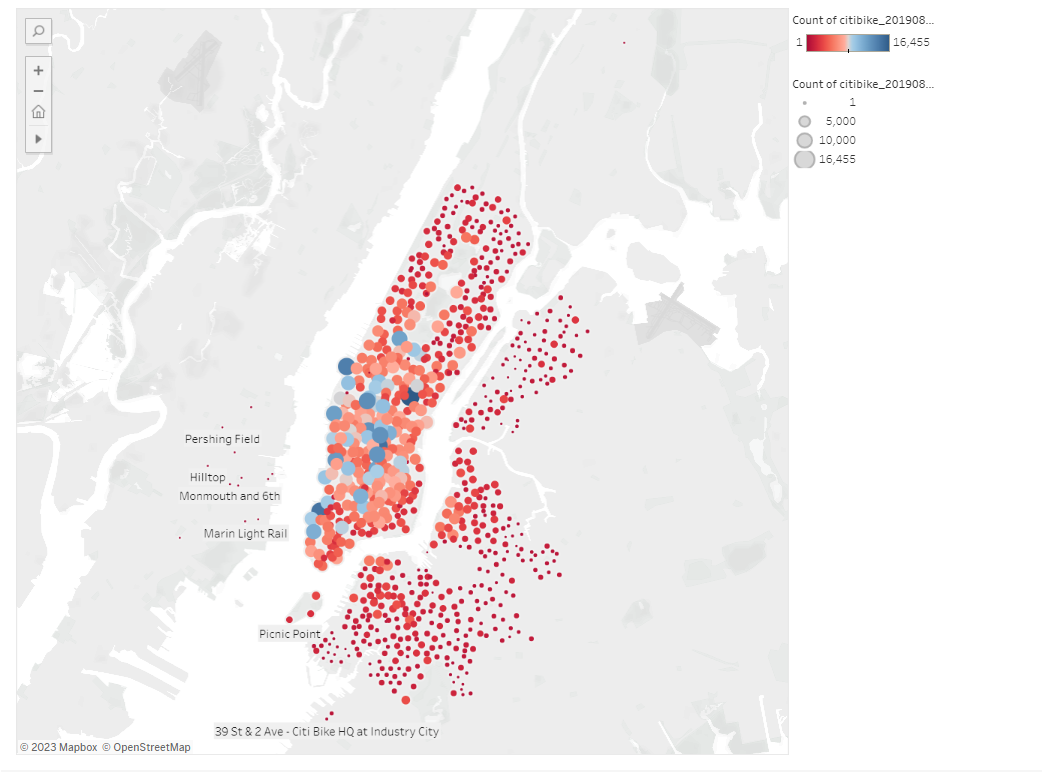 Count of citibike_201908...
1 16,455
Count of citibike_201908...
1
5,000
10,000
16,455
Pershing Field
Hilltop
Monmouth and 6th
Marin Light Rail
Picnic Point
39 St & 2 Ave - Citi Bike HQ at Industry City
© 2023 Mapbox © OpenStreetMap